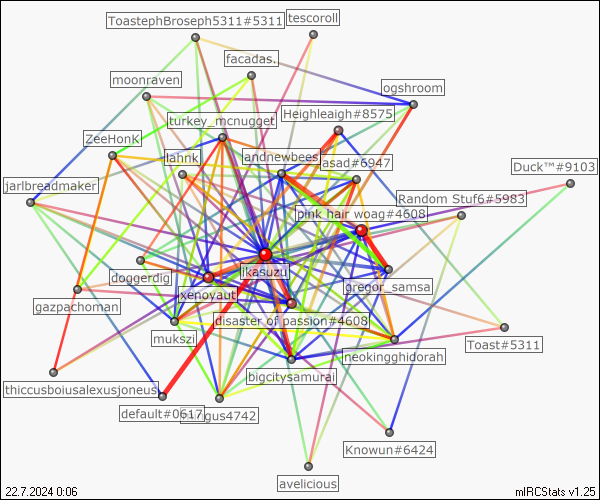 ToastephBroseph5311#5311
tescoroll
facadas.
moonraven
ogshroom
Heighleaigh#8575
turkey_mcnugget
ZeeHonK
lahnk
andnewbees
asad#6947
Duck™#9103
jarlbreadmaker
Random Stuf6#5983
pink hair woag#4608
doggerdig
ikasuzu
gregor_samsa
xenoyaut
gazpachoman
disaster of passion#4608
mukszi
Toast#5311
neokingghidorah
bigcitysamurai
thiccusboiusalexusjoneus
default#0617
Knowun#6424
avelicious
22.7.2024 0:06
mIRCStats v1.25